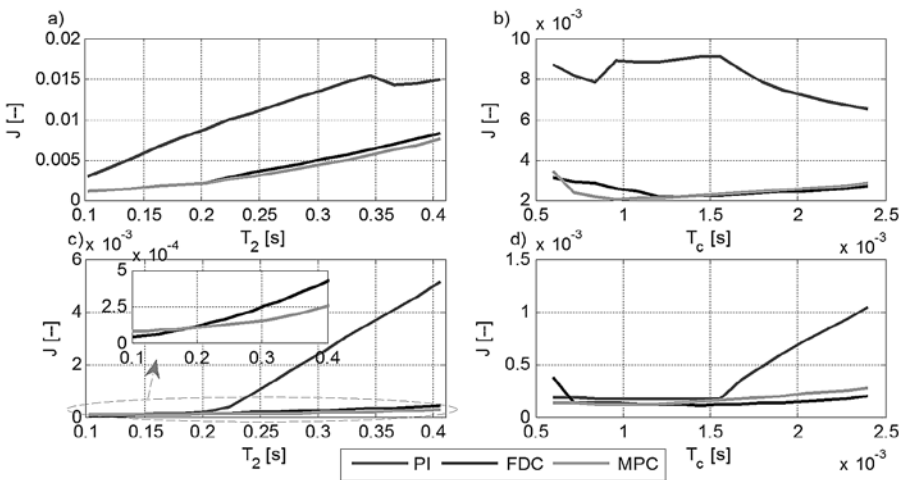 a)
0.02
0.015
0.01
0.005
0
J [–]
0.1 0.15 0.2 0.25 0.3 0.35 0.4
T2 [s]
b)
x 10-3
10
8
6
4
2
J [–]
0.5 1 1.5 2 2.5
Tc [s]
x 10-3
c)
x 10-3
6
4
2
0
J [–]
x 10-4
5
2.5
0
0.1 0.2 0.3 0.4
0.1 0.15 0.2 0.25 0.3 0.35 0.4
T2 [s]
d)
x 10-3
1.5
1
0.5
0
J [–]
0.5 1 1.5 2 2.5
Tc [s]
x 10-3
PI FDC MPC